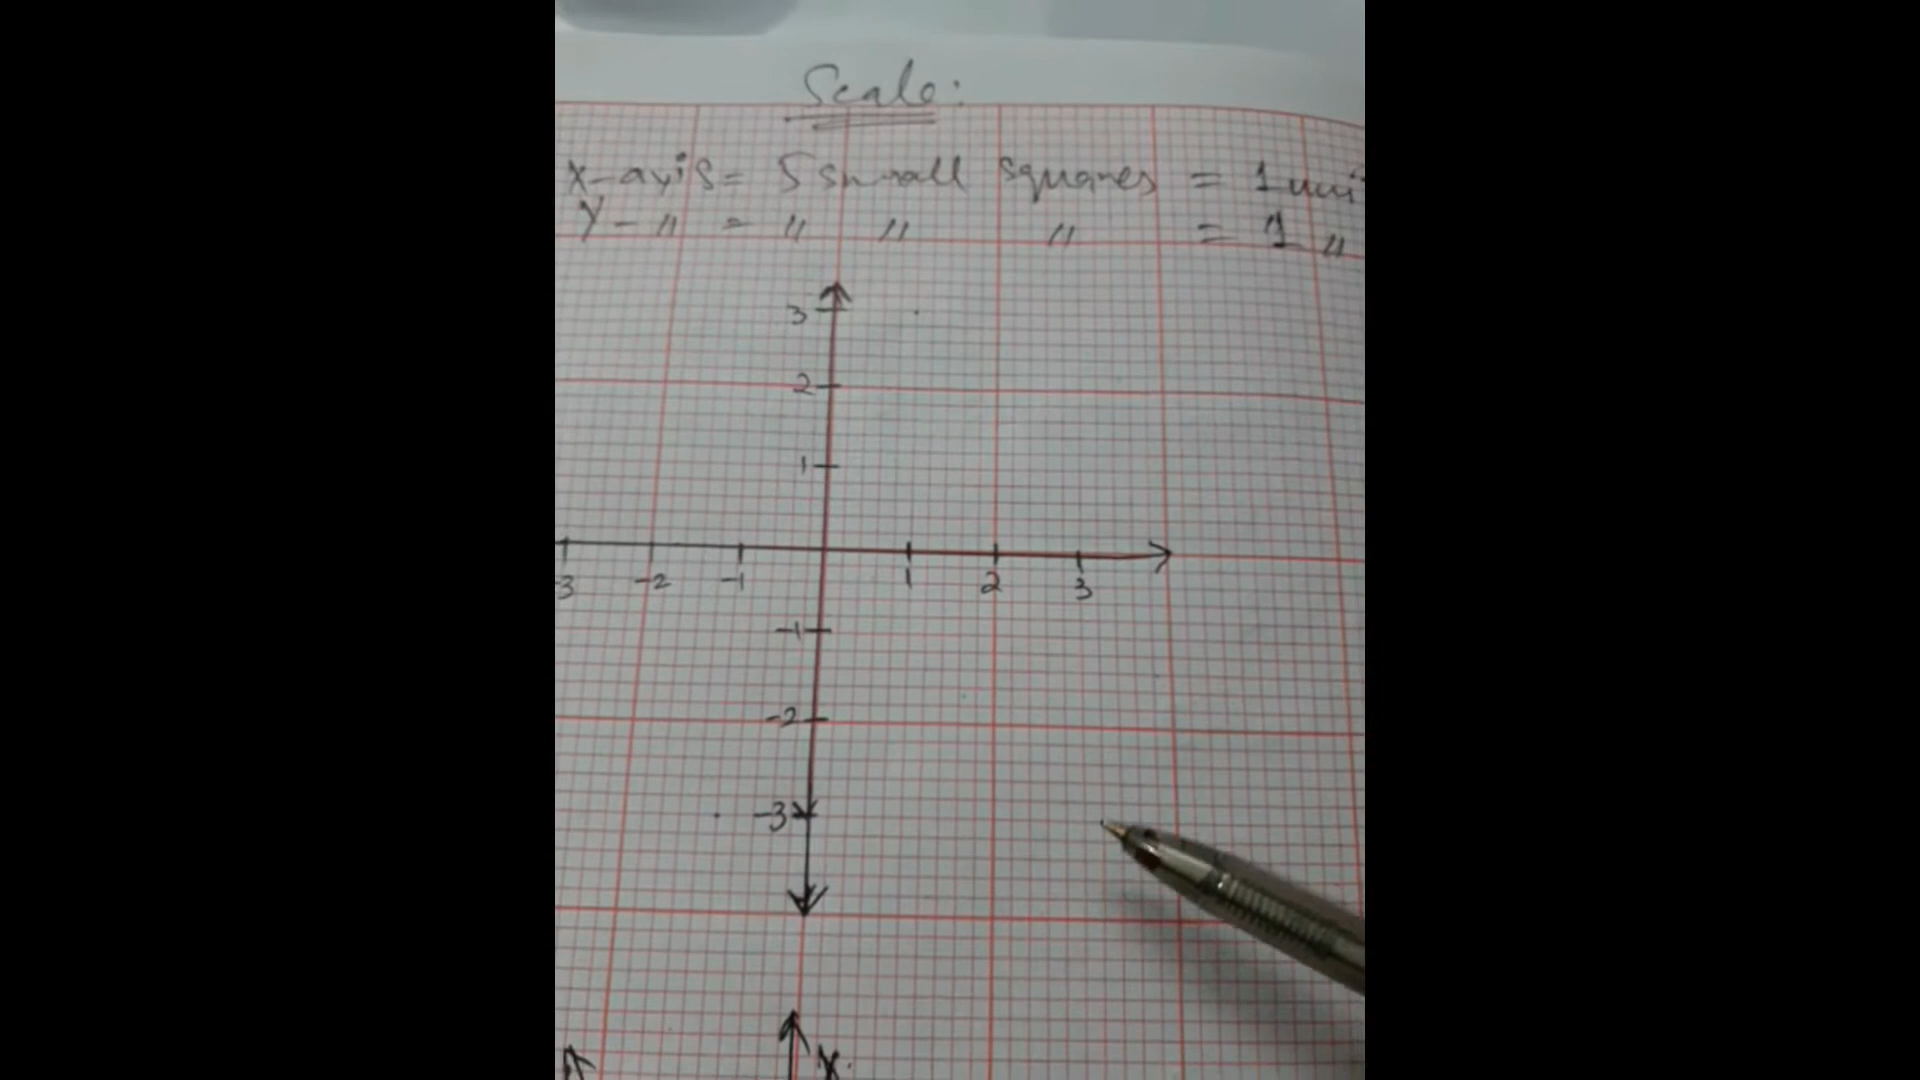 Scale:
x-axis = 5 small squares = 1 uni
Y- " = " " " = 1 "
3
2
1
-3 -2 -1 1 2 3
-1
-2
-3
x.